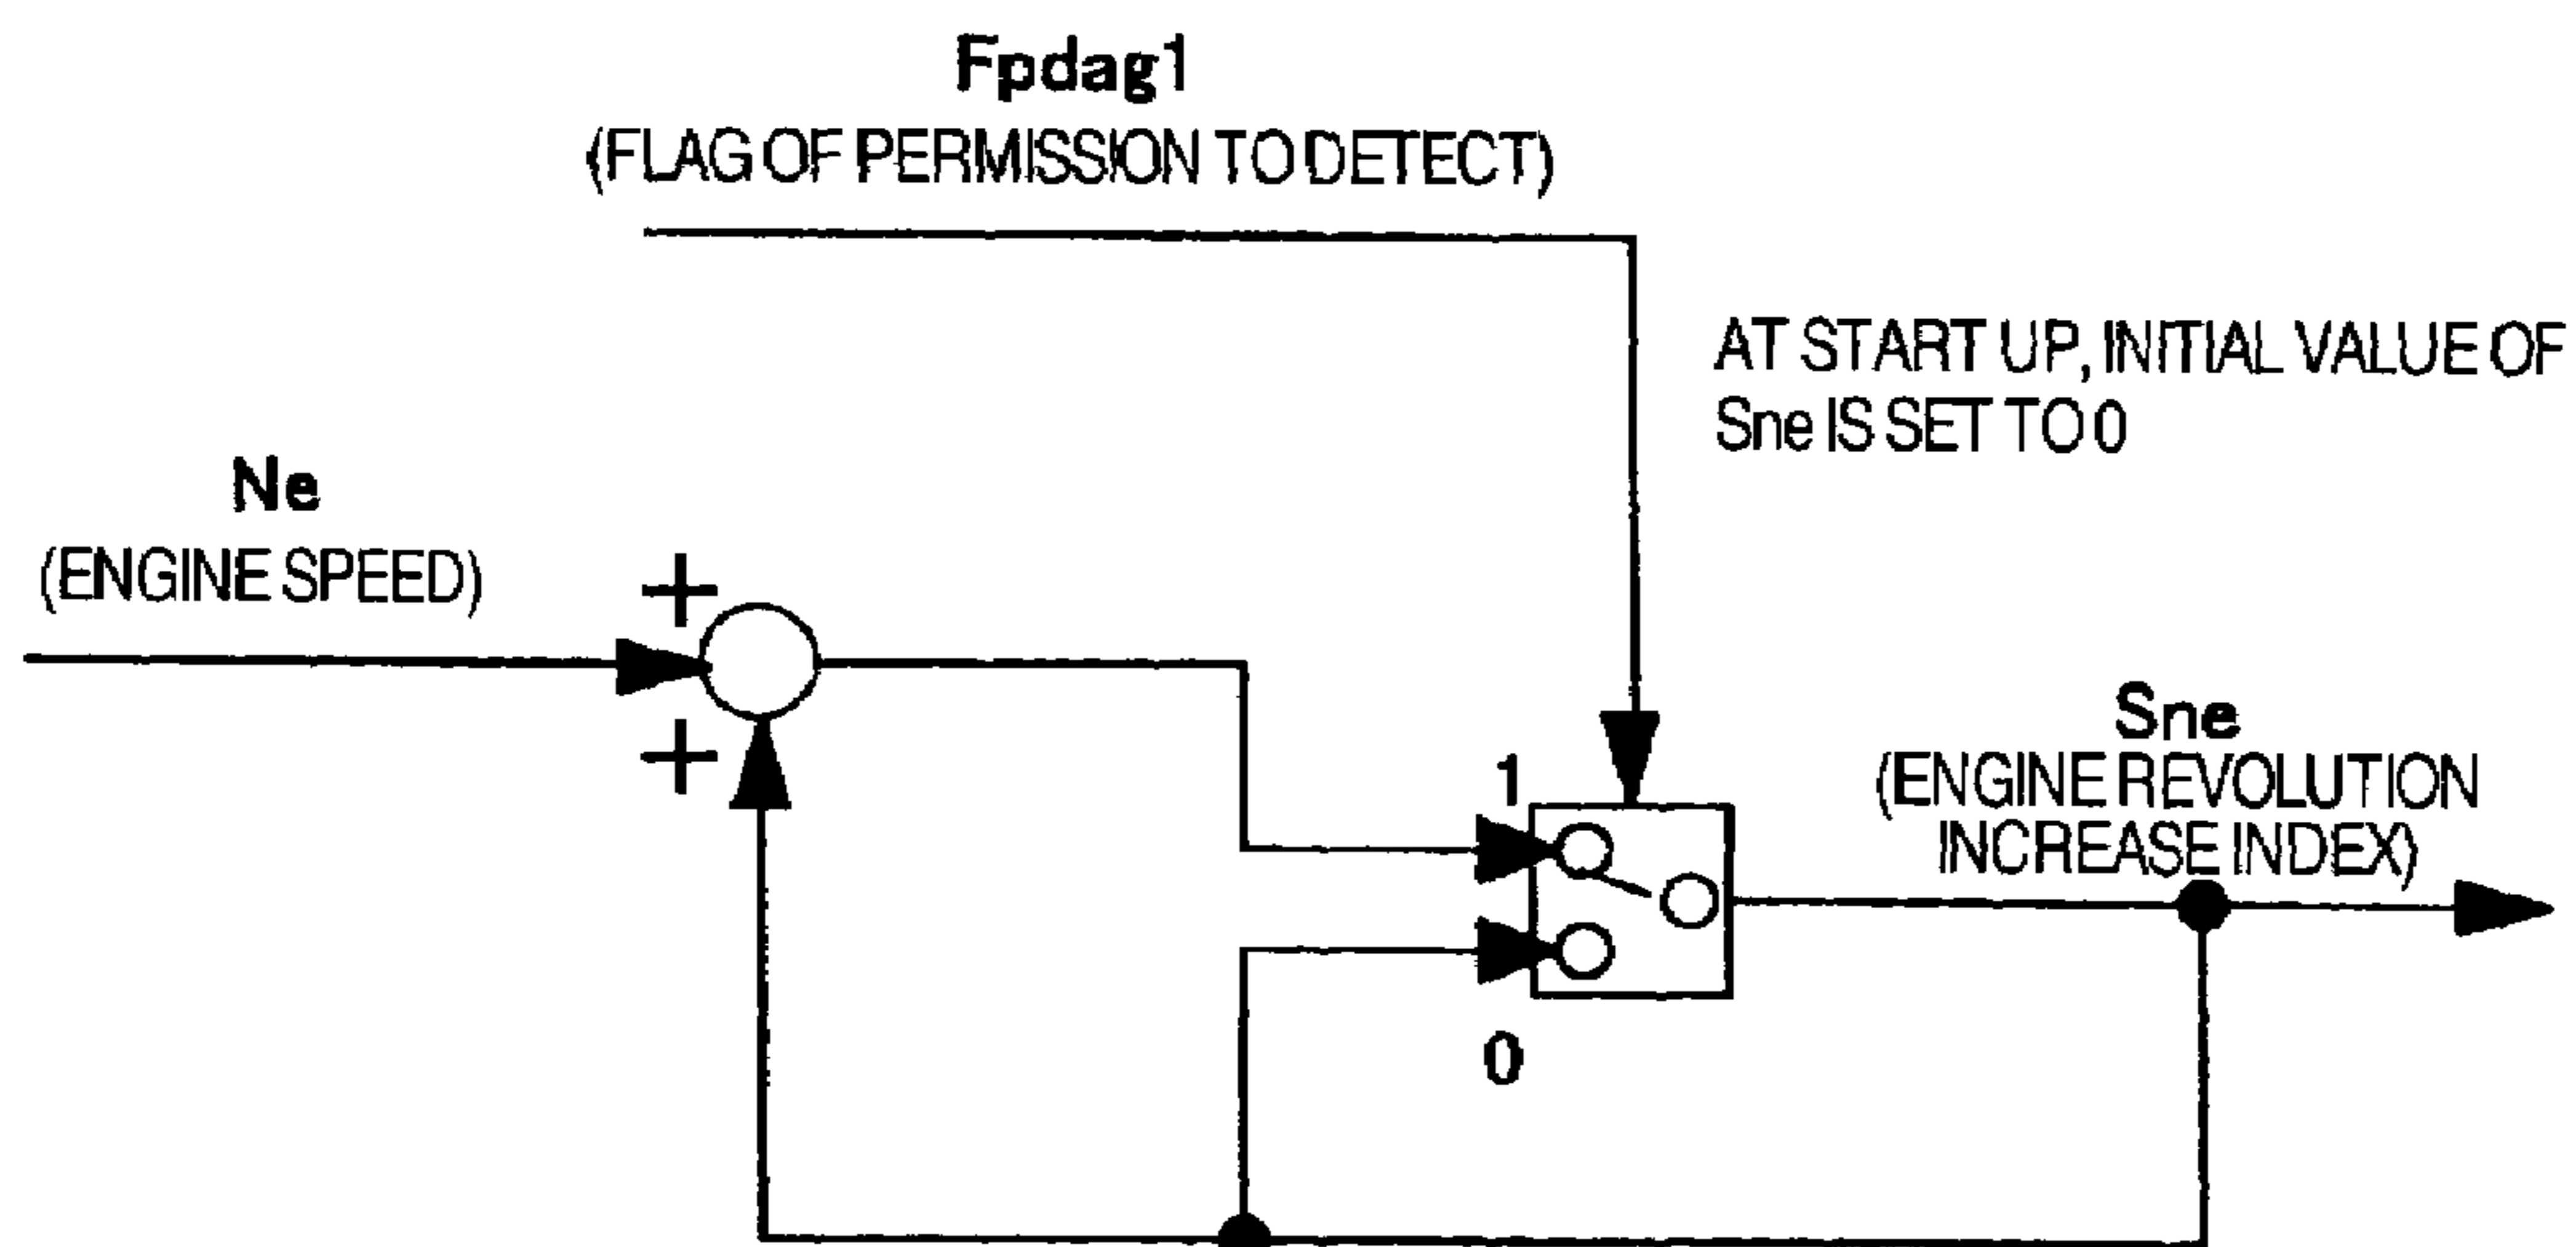 Fpdag1
(FLAG OF PERMISSION TO DETECT)
AT START UP, INITIAL VALUE OF
Sne IS SET TO 0
Ne
(ENGINE SPEED)
+
+
1
0
Sne
(ENGINE REVOLUTION
INCREASE INDEX)